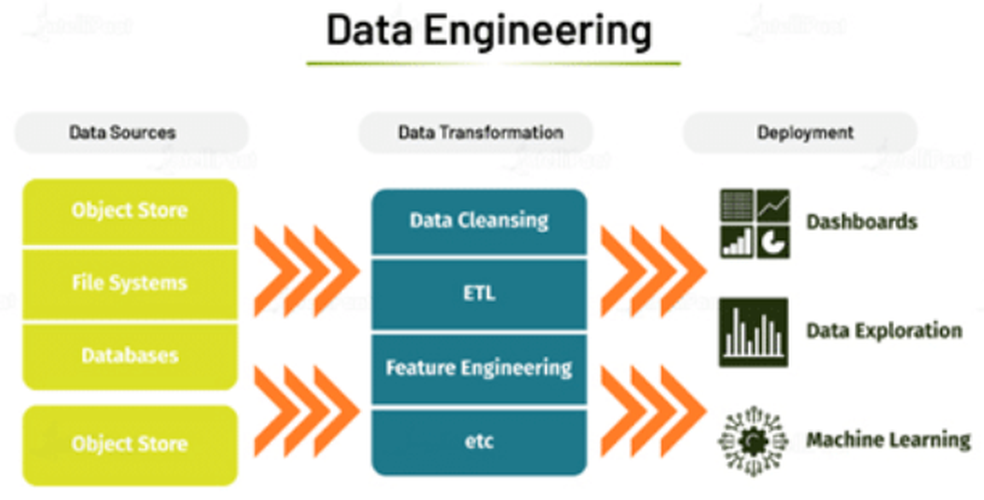 Data Engineering
Data Sources
Data Transformation
Deployment
Object Store
File Systems
Databases
Object Store
Data Cleansing
ETL
Feature Engineering
etc
Dashboards
Data Exploration
Machine Learning